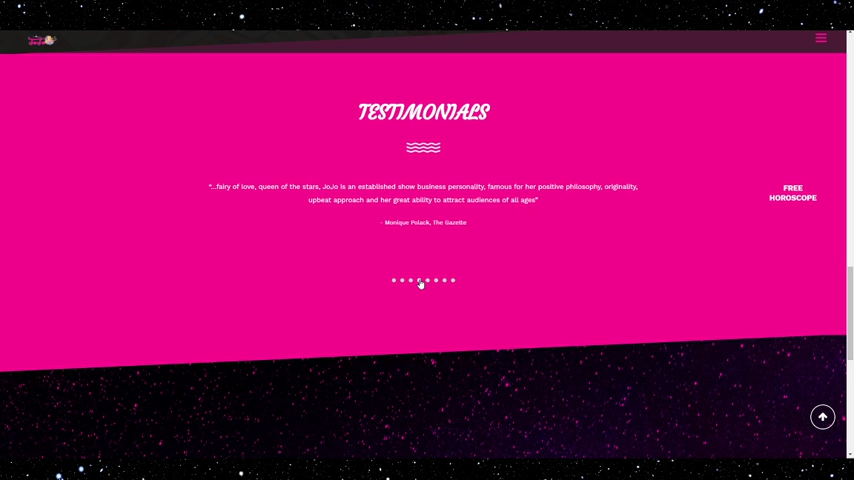 TESTIMONIALS
"...fairy of love, queen of the stars, JoJo is an established show business personality, famous for her positive philosophy, originality,
upbeat approach and her great ability to attract audiences of all ages"
- Monique Polack, The Gazette
FREE
HOROSCOPE